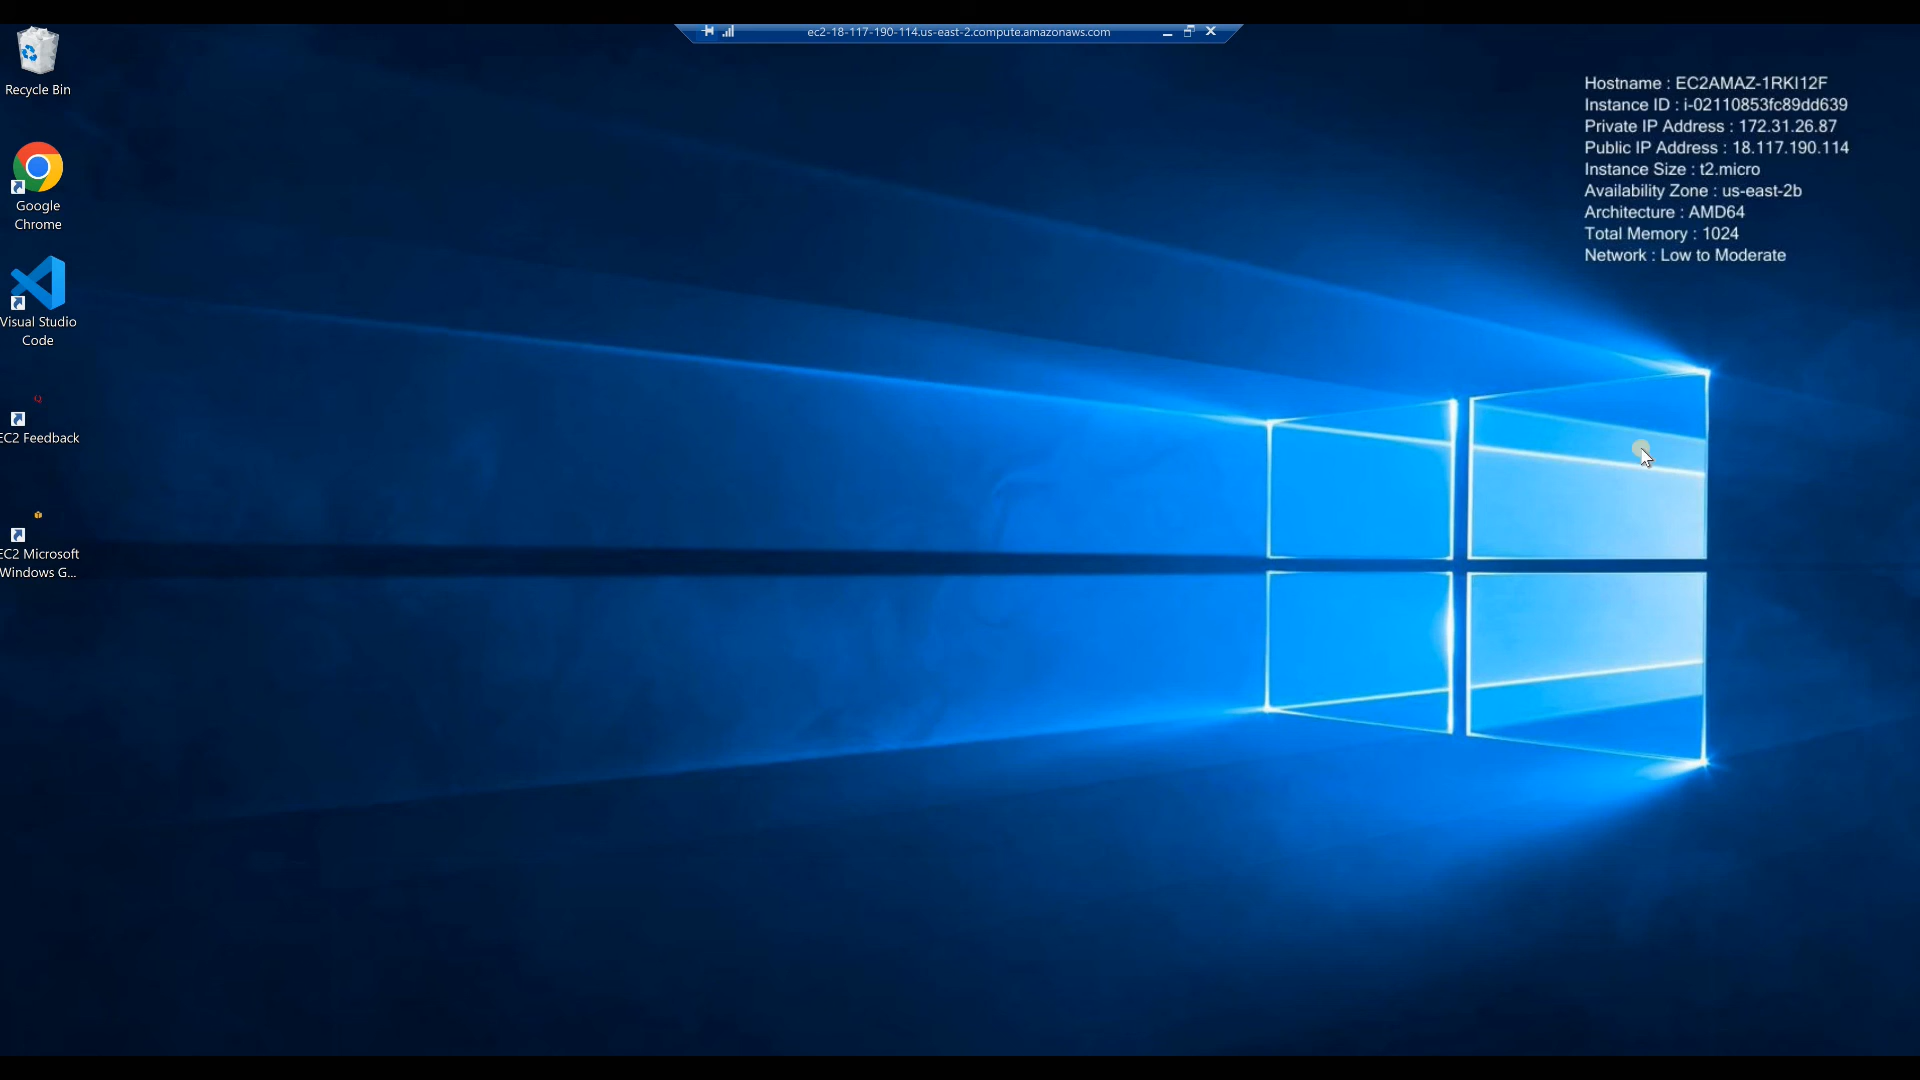 ec2-18-117-190-114.us-east-2.compute.amazonaws.com
Recycle Bin
Google
Chrome
Visual Studio
Code
EC2 Feedback
EC2 Microsoft
Windows G...
Hostname : EC2AMAZ-1RKI12F
Instance ID : i-02110853fc89dd639
Private IP Address : 172.31.26.87
Public IP Address : 18.117.190.114
Instance Size : t2.micro
Availability Zone : us-east-2b
Architecture : AMD64
Total Memory : 1024
Network : Low to Moderate